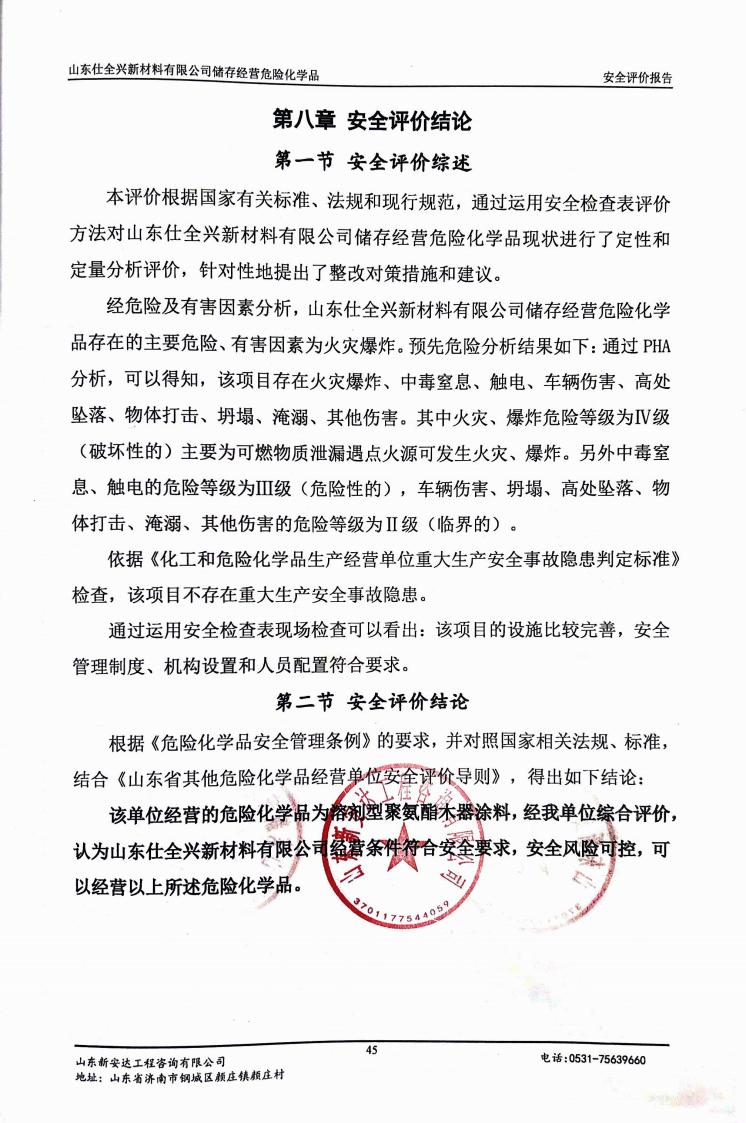 山东仕全兴新材料有限公司储存经营危险化学品
安全评价报告
第八章 安全评价结论
第一节 安全评价综述
本评价根据国家有关标准、法规和现行规范，通过运用安全检查表评价
方法对山东仕全兴新材料有限公司储存经营危险化学品现状进行了定性和
定量分析评价，针对性地提出了整改对策措施和建议。
经危险及有害因素分析，山东仕全兴新材料有限公司储存经营危险化学
品存在的主要危险、有害因素为火灾爆炸。预先危险分析结果如下：通过 PHA
分析，可以得知，该项目存在火灾爆炸、中毒窒息、触电、车辆伤害、高处
坠落、物体打击、坍塌、淹溺、其他伤害。其中火灾、爆炸危险等级为Ⅳ级
（破坏性的）主要为可燃物质泄漏遇点火源可发生火灾、爆炸。另外中毒窒
息、触电的危险等级为Ⅲ级（危险性的），车辆伤害、坍塌、高处坠落、物
体打击、淹溺、其他伤害的危险等级为Ⅱ级（临界的）。
依据《化工和危险化学品生产经营单位重大生产安全事故隐患判定标准》
检查，该项目不存在重大生产安全事故隐患。
通过运用安全检查表现场检查可以看出：该项目的设施比较完善，安全
管理制度、机构设置和人员配置符合要求。
第二节 安全评价结论
根据《危险化学品安全管理条例》的要求，并对照国家相关法规、标准，
结合《山东省其他危险化学品经营单位安全评价导则》，得出如下结论：
该单位经营的危险化学品为溶剂型聚氨酯木器涂料，经我单位综合评价，
认为山东仕全兴新材料有限公司经营条件符合安全要求，安全风险可控，可
以经营以上所述危险化学品。
山东新安达工程咨询有限公司
3701177544059
45
山东新安达工程咨询有限公司
电话:0531-75639660
地址：山东省济南市钢城区颜庄镇颜庄村